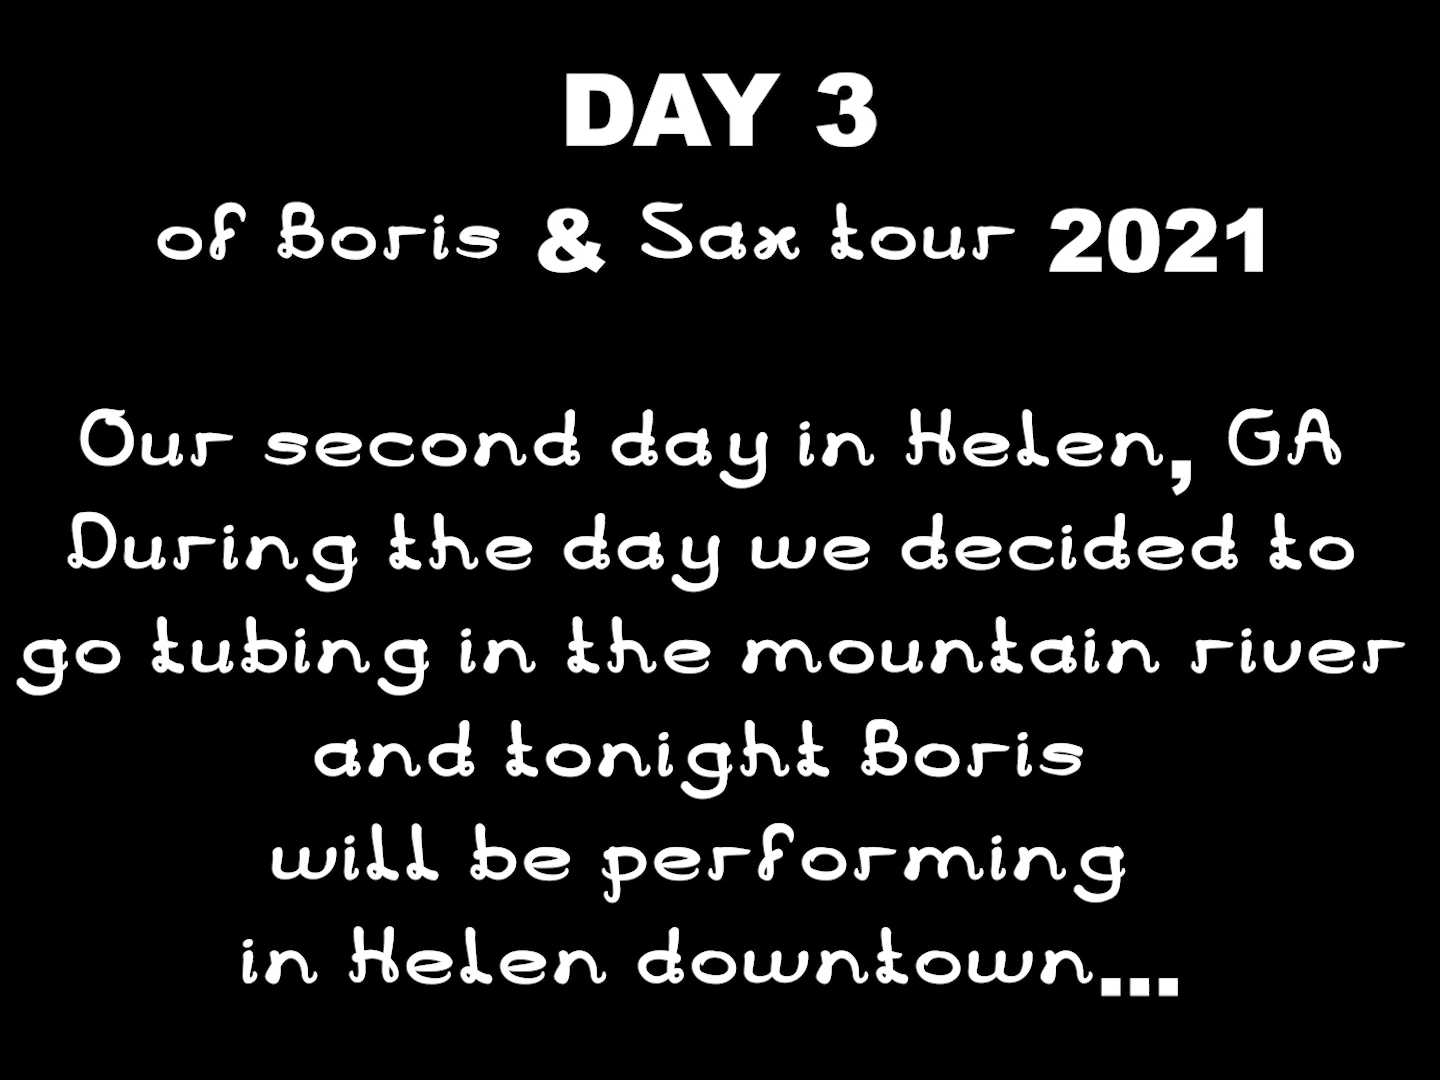 DAY 3
of Boris & Sax tour 2021
Our second day in Helen, GA
During the day we decided to
go tubing in the mountain river
and tonight Boris
will be performing
in Helen downtown...